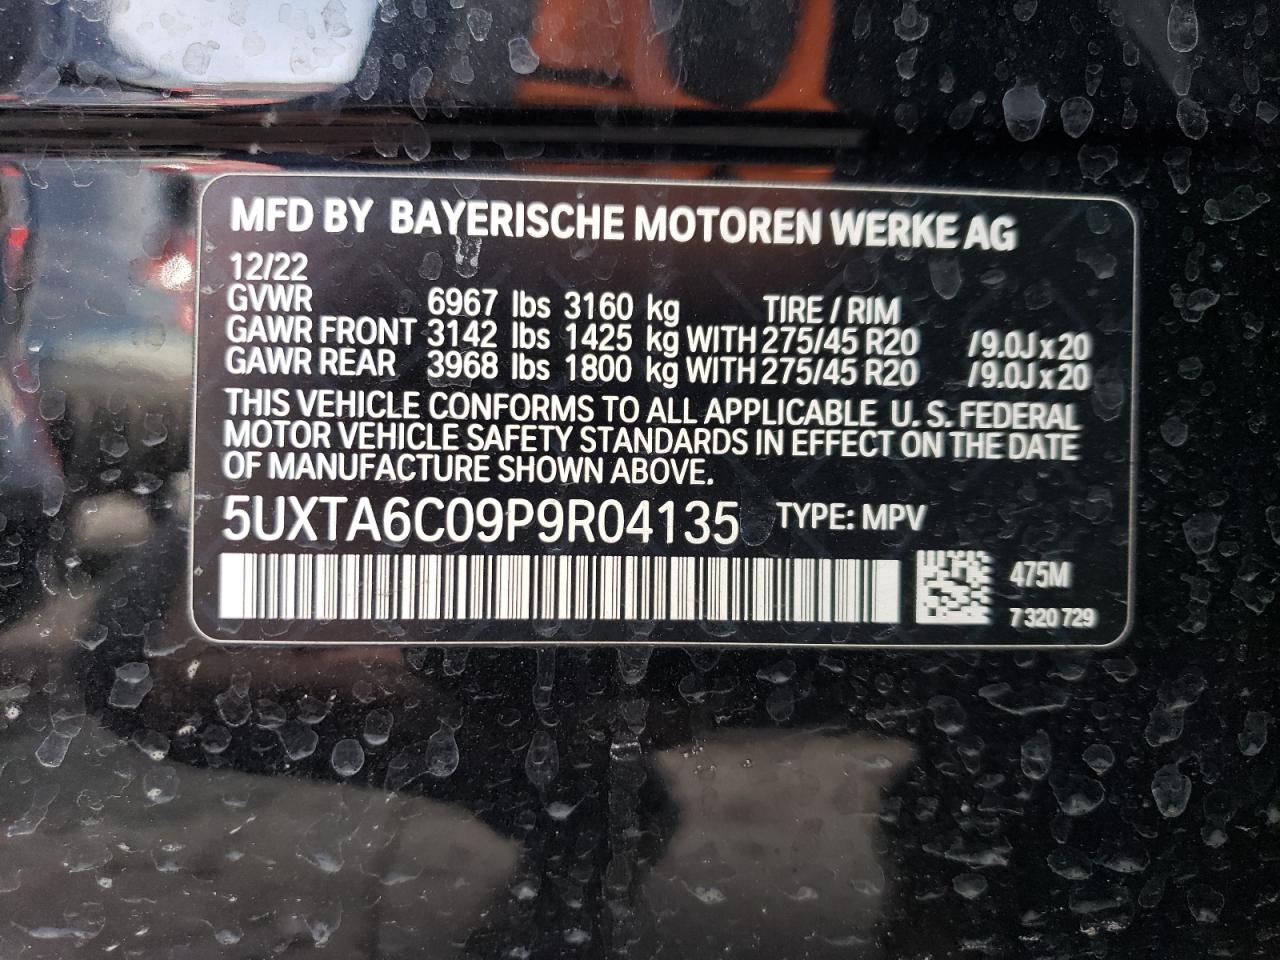 MFD BY BAYERISCHE MOTOREN WERKE AG
12/22
GVWR 6967 lbs 3160 kg TIRE / RIM
GAWR FRONT 3142 lbs 1425 kg WITH 275/45 R20 /9.0J x 20
GAWR REAR 3968 lbs 1800 kg WITH 275/45 R20 /9.0J x 20
THIS VEHICLE CONFORMS TO ALL APPLICABLE U. S. FEDERAL
MOTOR VEHICLE SAFETY STANDARDS IN EFFECT ON THE DATE
OF MANUFACTURE SHOWN ABOVE.
5UXTA6C09P9R04135 TYPE: MPV
475M
7 320 729